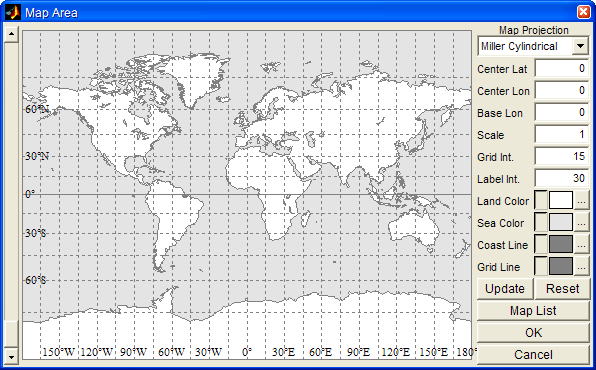 Map Area
Map Projection
Miller Cylindrical
Center Lat 0
Center Lon 0
Base Lon 0
Scale 1
Grid Int. 15
Label Int. 30
Land Color ...
Sea Color ...
Coast Line ...
Grid Line ...
Update Reset
Map List
OK
Cancel
60°N
30°N
0°
30°S
60°S
150°W 120°W 90°W 60°W 30°W 0° 30°E 60°E 90°E 120°E 150°E 180°